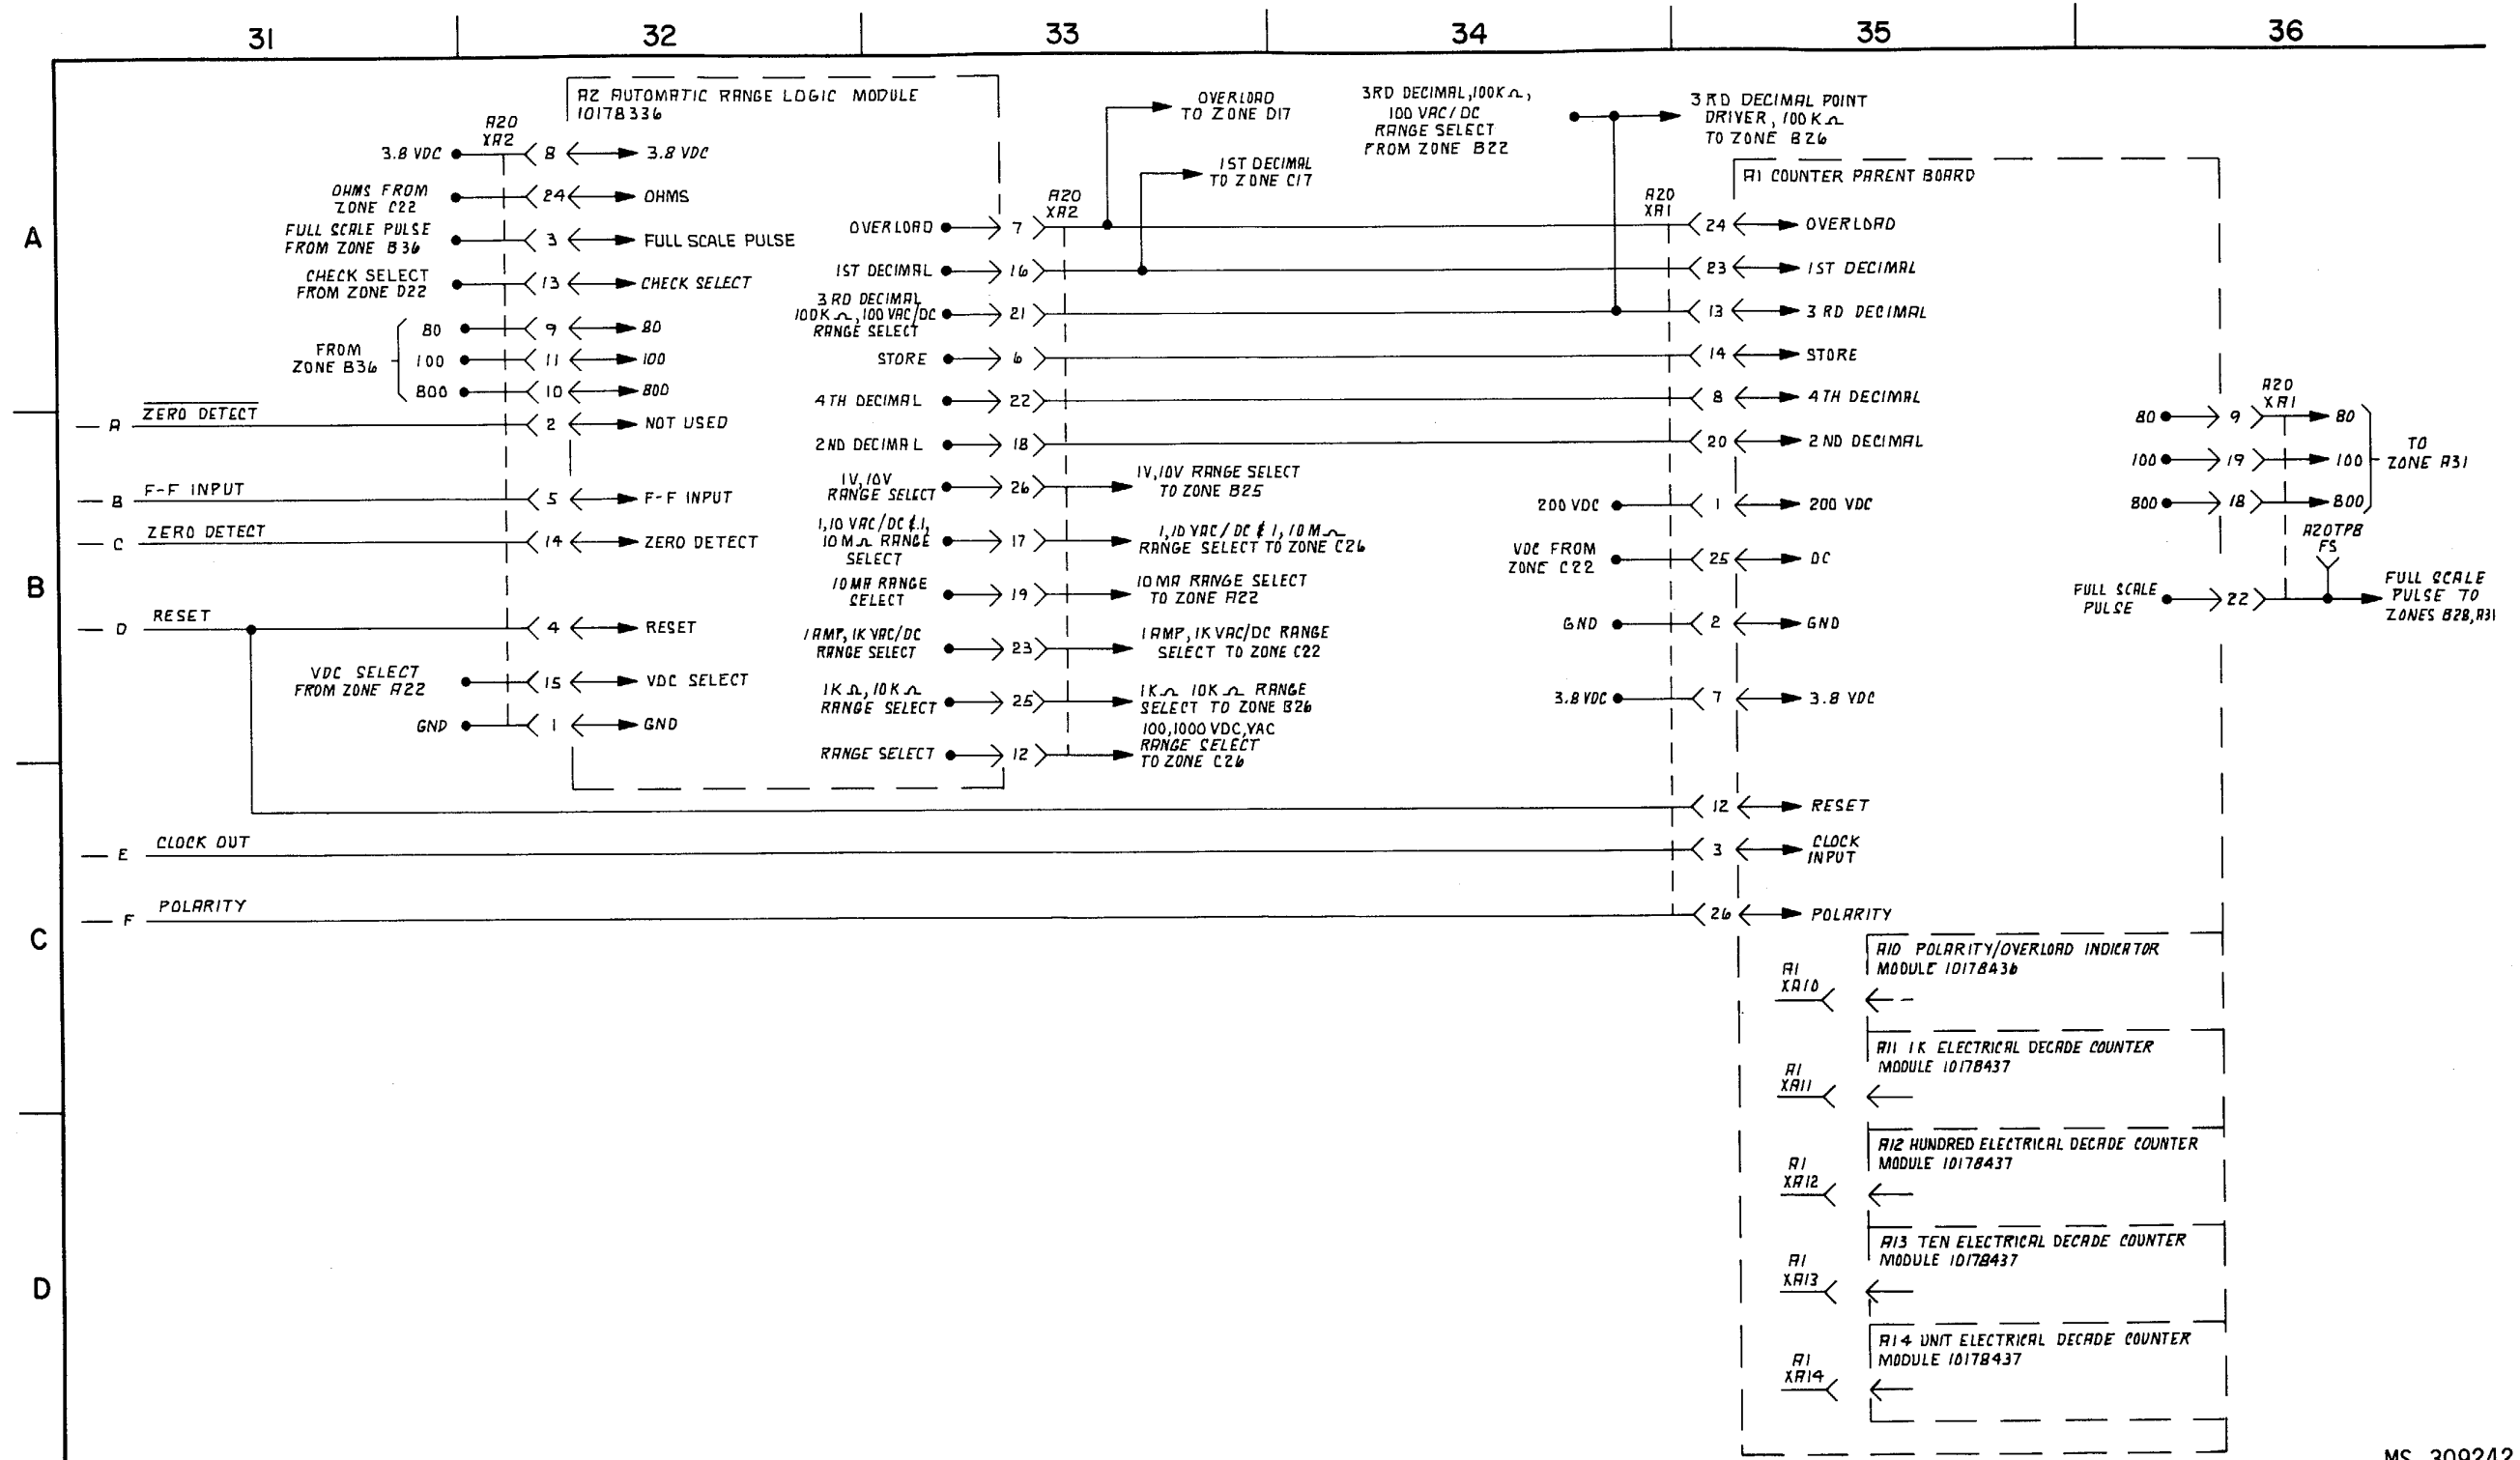 31 32 33 34 35 36
A
B
C
D
A2 AUTOMATIC RANGE LOGIC MODULE
10178336
A20
XA2
3.8 VDC 8 3.8 VDC
OHMS FROM
ZONE C22
24 OHMS
FULL SCALE PULSE
FROM ZONE B36
3 FULL SCALE PULSE
CHECK SELECT
FROM ZONE D22
13 CHECK SELECT
FROM
ZONE B36
80 9 80
100 11 100
800 10 800
A ZERO DETECT 2 NOT USED
B F-F INPUT 5 F-F INPUT
C ZERO DETECT 14 ZERO DETECT
D RESET 4 RESET
VDC SELECT
FROM ZONE A22
15 VDC SELECT
GND 1 GND
E CLOCK OUT
F POLARITY
A20
XA2
OVERLOAD 7
1ST DECIMAL 16
3RD DECIMAL
100K Ω, 100 VAC/DC
RANGE SELECT
21
STORE 6
4TH DECIMAL 22
2ND DECIMAL 18
1V, 10V
RANGE SELECT
26
1V, 10V RANGE SELECT
TO ZONE B25
1, 10 VAC/DC & .1,
10 M Ω RANGE
SELECT
17
1, 10 VAC/DC & 1, 10 M Ω
RANGE SELECT TO ZONE C26
10 MA RANGE
SELECT
19
10 MA RANGE SELECT
TO ZONE A22
1 AMP, 1K VAC/DC
RANGE SELECT
23
1 AMP, 1K VAC/DC RANGE
SELECT TO ZONE C22
1K Ω, 10K Ω
RANGE SELECT
25
1K Ω 10K Ω RANGE
SELECT TO ZONE B26
RANGE SELECT 12
100, 1000 VDC, VAC
RANGE SELECT
TO ZONE C26
OVERLOAD
TO ZONE D17
1ST DECIMAL
TO ZONE C17
3RD DECIMAL, 100K Ω,
100 VAC/DC
RANGE SELECT
FROM ZONE B22
3RD DECIMAL POINT
DRIVER, 100 K Ω
TO ZONE B26
A1 COUNTER PARENT BOARD
A20
XA1
24 OVERLOAD
23 1ST DECIMAL
13 3RD DECIMAL
14 STORE
8 4TH DECIMAL
20 2ND DECIMAL
200 VDC 1 200 VDC
VDC FROM
ZONE C22
25 DC
GND 2 GND
3.8 VDC 7 3.8 VDC
12 RESET
3 CLOCK
INPUT
26 POLARITY
A20
XA1
80 9 80
100 19 100
800 18 800
TO
ZONE A31
A20TP8
FS
FULL SCALE
PULSE
22
FULL SCALE
PULSE TO
ZONES B28, A31
A10 POLARITY/OVERLOAD INDICATOR
MODULE 10178436
A1
XA10
A11 1K ELECTRICAL DECADE COUNTER
MODULE 10178437
A1
XA11
A12 HUNDRED ELECTRICAL DECADE COUNTER
MODULE 10178437
A1
XA12
A13 TEN ELECTRICAL DECADE COUNTER
MODULE 10178437
A1
XA13
A14 UNIT ELECTRICAL DECADE COUNTER
MODULE 10178437
A1
XA14
MS 309242